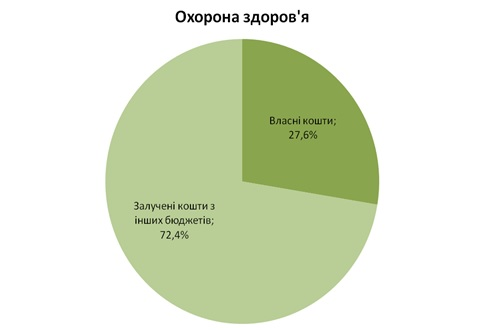 Охорона здоров'я
Власні кошти;
27,6%
Залучені кошти з
інших бюджетів;
72,4%